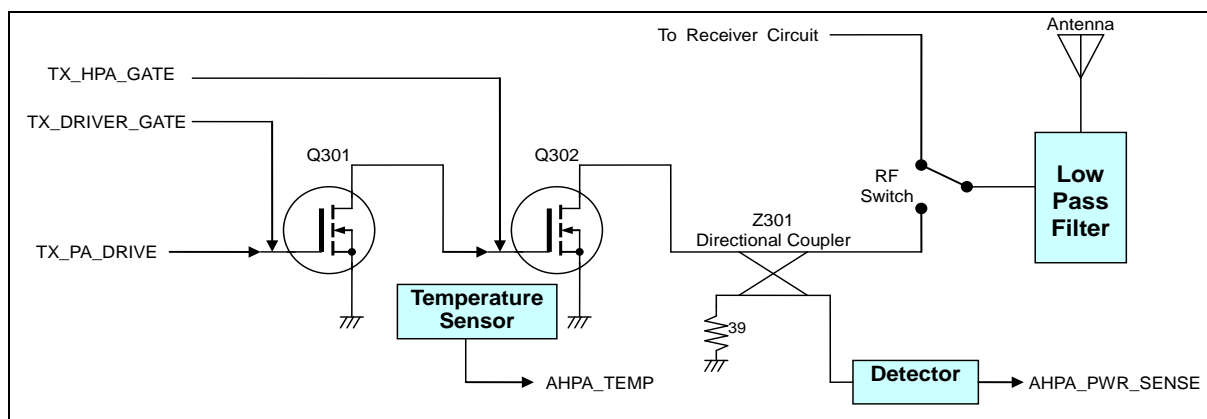 To Receiver Circuit
Antenna
TX_HPA_GATE
TX_DRIVER_GATE
Q301
Q302
RF
Switch
Low
Pass
Filter
Z301
Directional Coupler
TX_PA_DRIVE
Temperature
Sensor
39
AHPA_TEMP
Detector
AHPA_PWR_SENSE